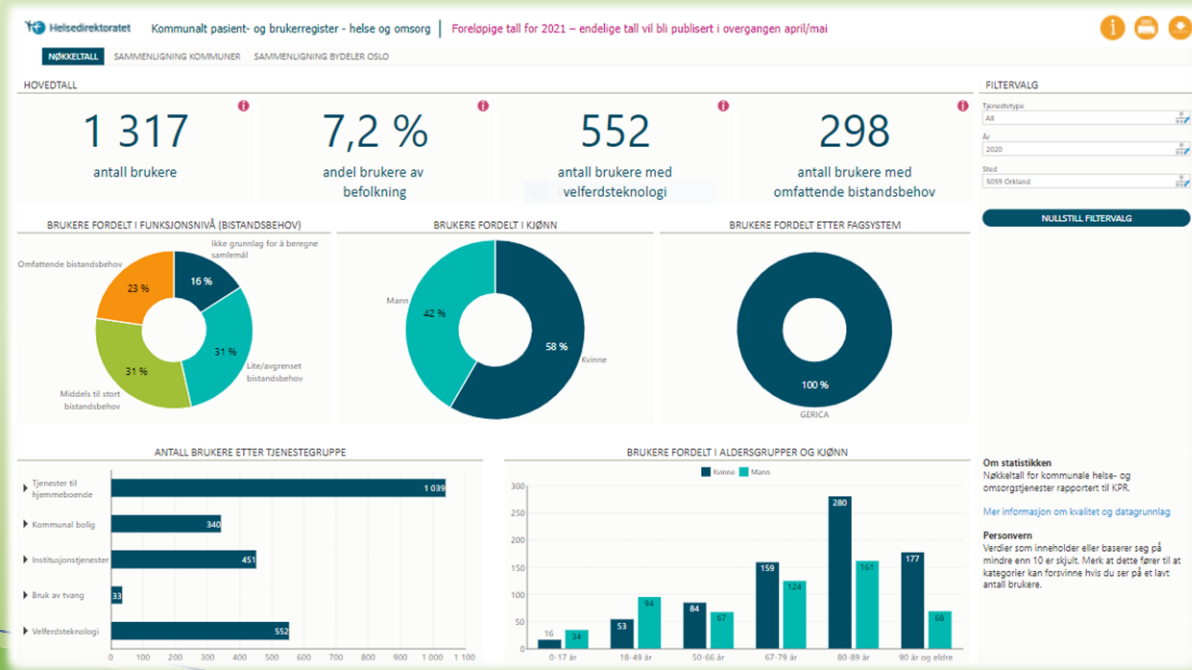 Helsedirektoratet
Kommunalt pasient- og brukerregister - helse og omsorg
Foreløpige tall for 2021 – endelige tall vil bli publisert i overgangen april/mai
NØKKELTALL
SAMMENLIGNING KOMMUNER
SAMMENLIGNING BYDELER OSLO
HOVEDTALL
1 317
antall brukere
7,2 %
andel brukere av
befolkning
552
antall brukere med
velferdsteknologi
298
antall brukere med
omfattende bistandsbehov
FILTERVALG
Tjenestetype
All
År
2020
Sted
5059 Orkland
NULLSTILL FILTERVALG
BRUKERE FORDELT I FUNKSJONSNIVÅ (BISTANDSBEHOV)
Ikke grunnlag for å beregne
samlemål
Omfattende bistandsbehov
16 %
23 %
31 %
31 %
Lite/avgrenset
bistandsbehov
Middels til stort
bistandsbehov
BRUKERE FORDELT I KJØNN
Mann
42 %
58 %
Kvinne
BRUKERE FORDELT ETTER FAGSYSTEM
100 %
GERICA
ANTALL BRUKERE ETTER TJENESTEGRUPPE
Tjenester til
hjemmeboende
1 039
Kommunal bolig
340
Institusjonstjenester
451
Bruk av tvang
33
Velferdsteknologi
552
0 100 200 300 400 500 600 700 800 900 1 000 1 100
BRUKERE FORDELT I ALDERSGRUPPER OG KJØNN
Kvinne Mann
300
250
200
150
100
50
0
16 34
53 94
84 67
159 124
280 161
177 68
0-17 år 18-49 år 50-66 år 67-79 år 80-89 år 90 år og eldre
Om statistikken
Nøkkeltall for kommunale helse- og
omsorgstjenester rapportert til KPR.
Mer informasjon om kvalitet og datagrunnlag
Personvern
Verdier som inneholder eller baserer seg på
mindre enn 10 er skjult. Merk at dette fører til at
kategorier kan forsvinne hvis du ser på et lavt
antall brukere.